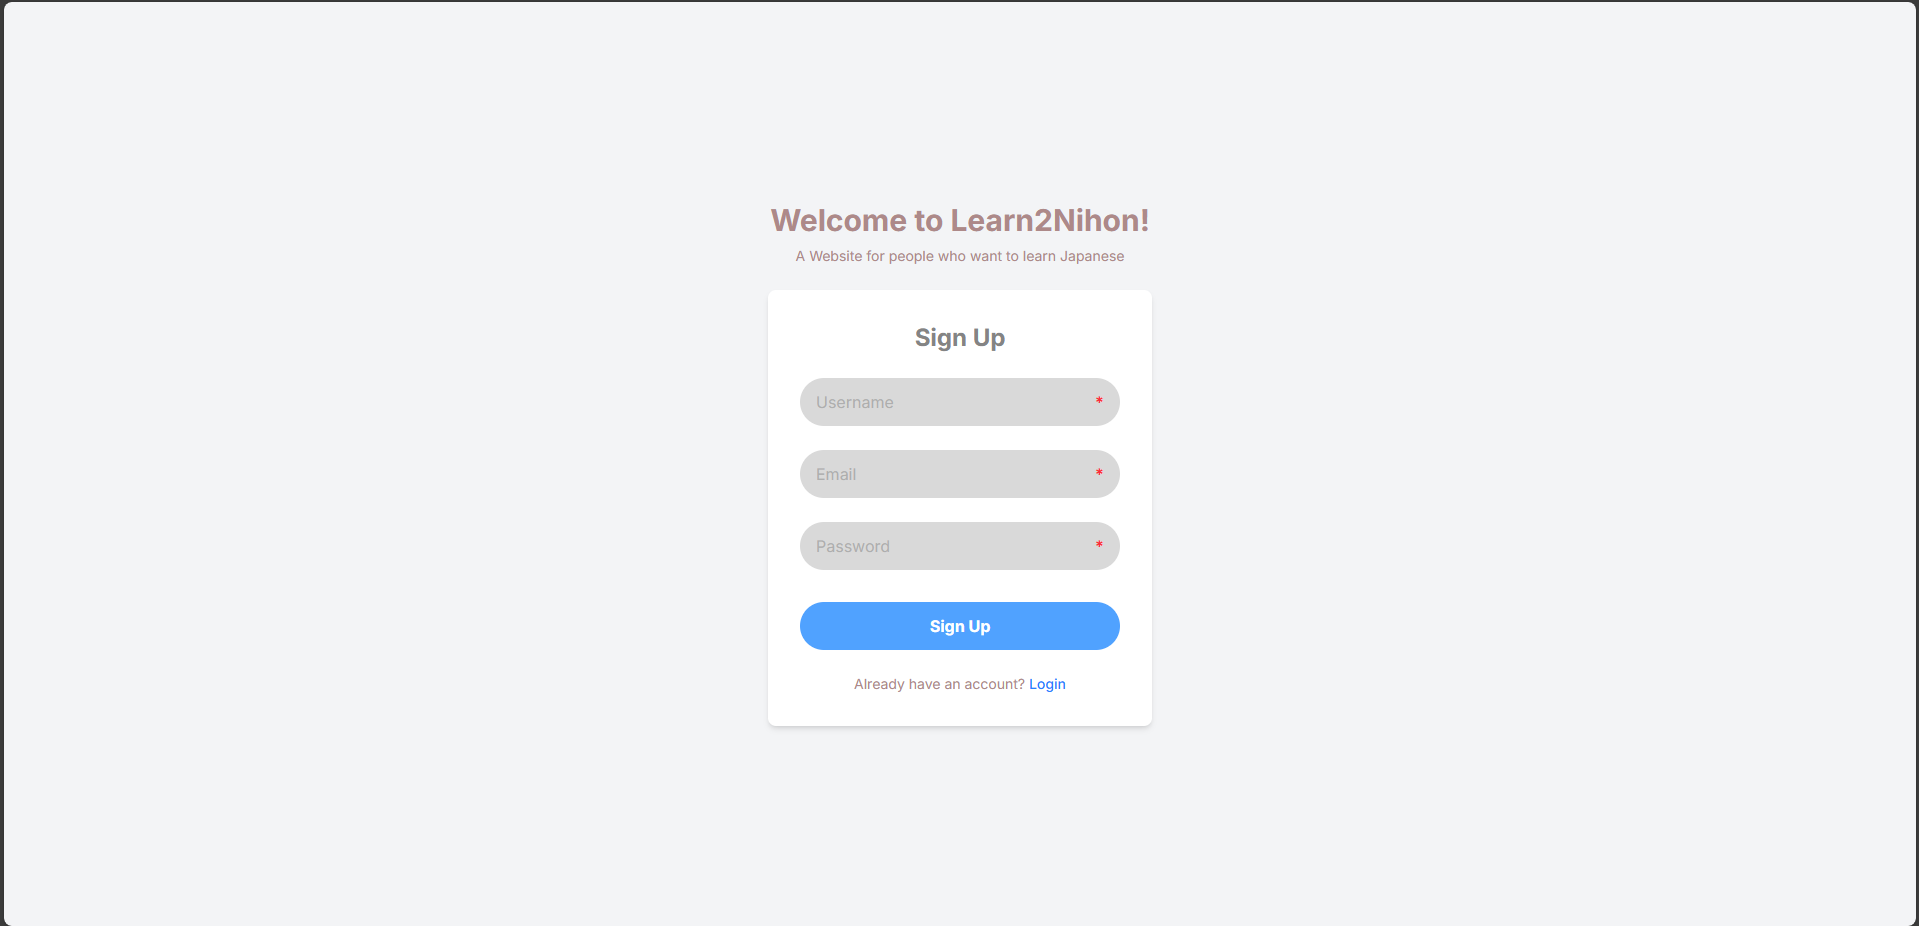 Welcome to Learn2Nihon!
A Website for people who want to learn Japanese
Sign Up
Username *
Email *
Password *
Sign Up
Already have an account? Login